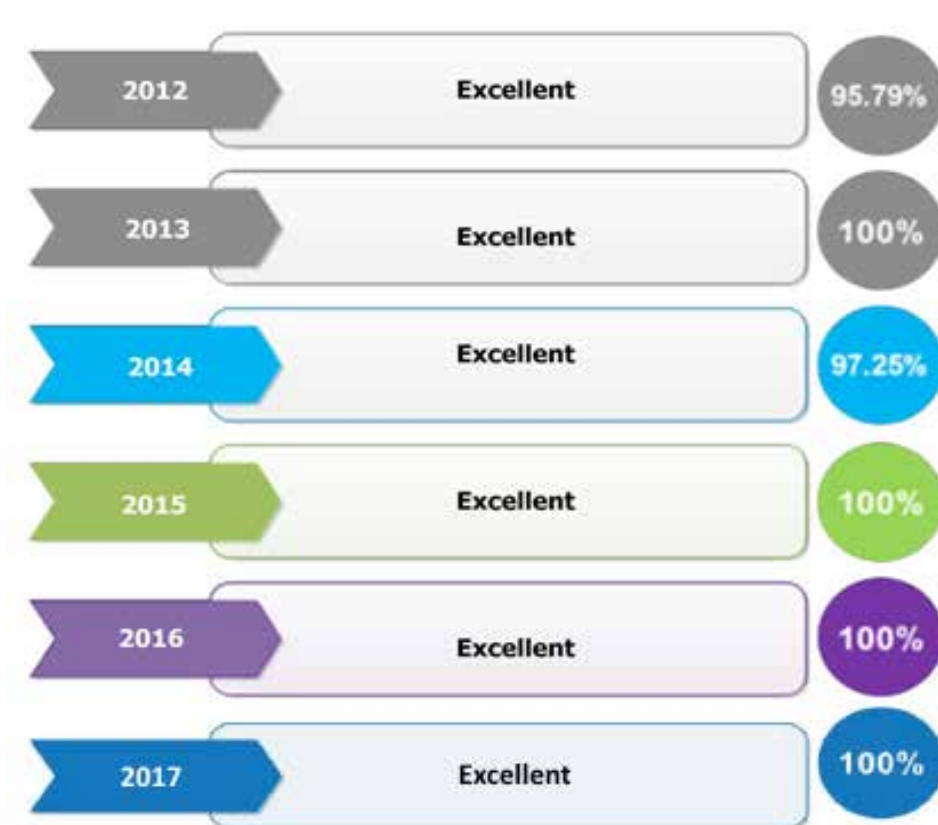 2012 Excellent 95.79%
2013 Excellent 100%
2014 Excellent 97.25%
2015 Excellent 100%
2016 Excellent 100%
2017 Excellent 100%